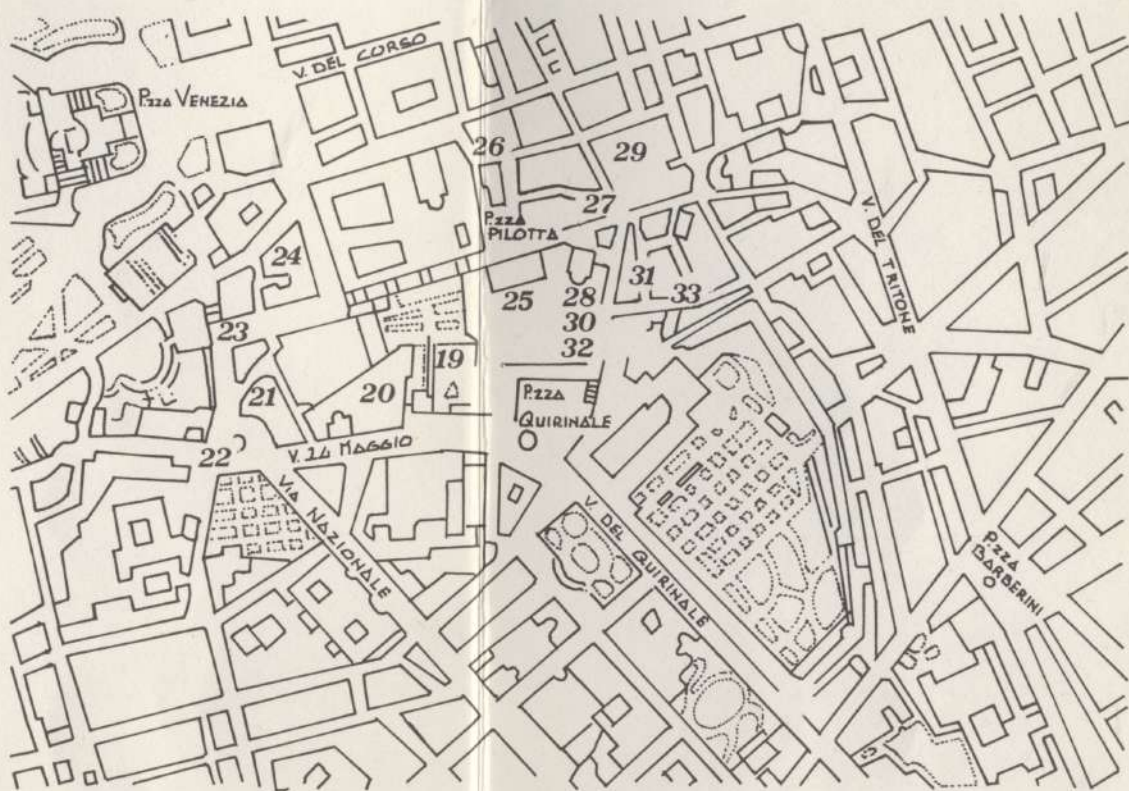 V. DEL CORSO
P.zza VENEZIA
26
29
27
P.zza
PILOTTA
V. DEL TRITONE
24
25
28
31
33
23
30
19
32
21
20
P.zza
QUIRINALE
22
V. 24 MAGGIO
VIA NAZIONALE
V. DEL QUIRINALE
P.zza
BARBERINI